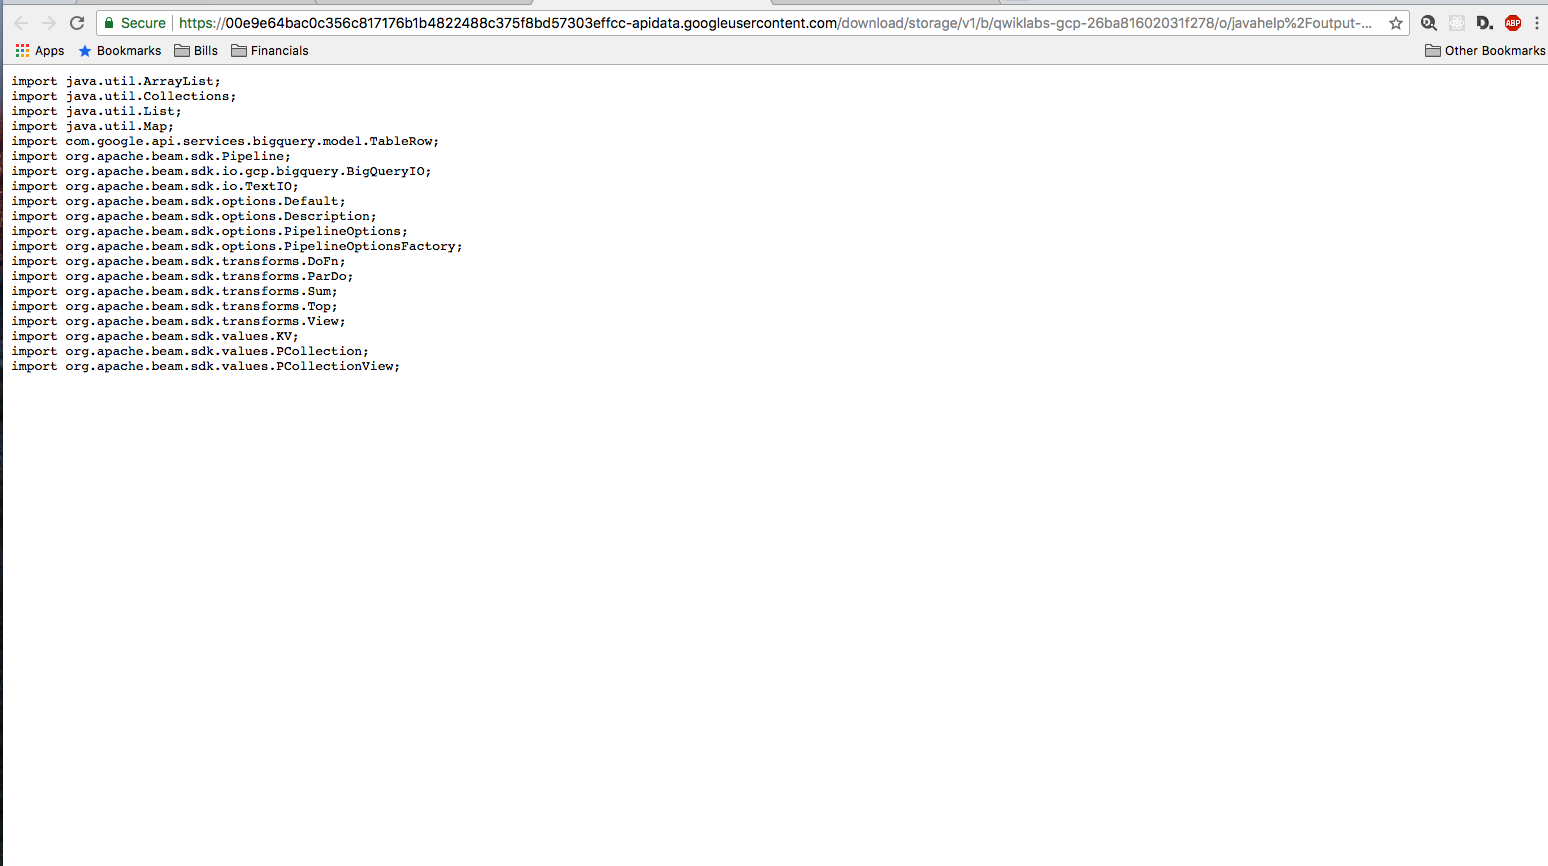 Secure https://00e9e64bac0c356c817176b1b4822488c375f8bd57303effcc-apidata.googleusercontent.com/download/storage/v1/b/qwiklabs-gcp-26ba81602031f278/o/javahelp%2Foutput-... D. ABP
Apps Bookmarks Bills Financials Other Bookmarks
import java.util.ArrayList;
import java.util.Collections;
import java.util.List;
import java.util.Map;
import com.google.api.services.bigquery.model.TableRow;
import org.apache.beam.sdk.Pipeline;
import org.apache.beam.sdk.io.gcp.bigquery.BigQueryIO;
import org.apache.beam.sdk.io.TextIO;
import org.apache.beam.sdk.options.Default;
import org.apache.beam.sdk.options.Description;
import org.apache.beam.sdk.options.PipelineOptions;
import org.apache.beam.sdk.options.PipelineOptionsFactory;
import org.apache.beam.sdk.transforms.DoFn;
import org.apache.beam.sdk.transforms.ParDo;
import org.apache.beam.sdk.transforms.Sum;
import org.apache.beam.sdk.transforms.Top;
import org.apache.beam.sdk.transforms.View;
import org.apache.beam.sdk.values.KV;
import org.apache.beam.sdk.values.PCollection;
import org.apache.beam.sdk.values.PCollectionView;